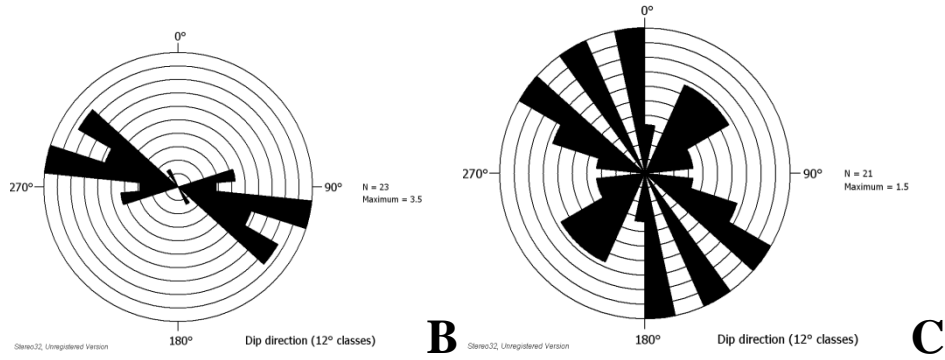 0°
270°
90°
N = 23
Maximum = 3.5
180°
Dip direction (12° classes)
Stereo32, Unregistered Version
B
0°
270°
90°
N = 21
Maximum = 1.5
180°
Dip direction (12° classes)
Stereo32, Unregistered Version
C